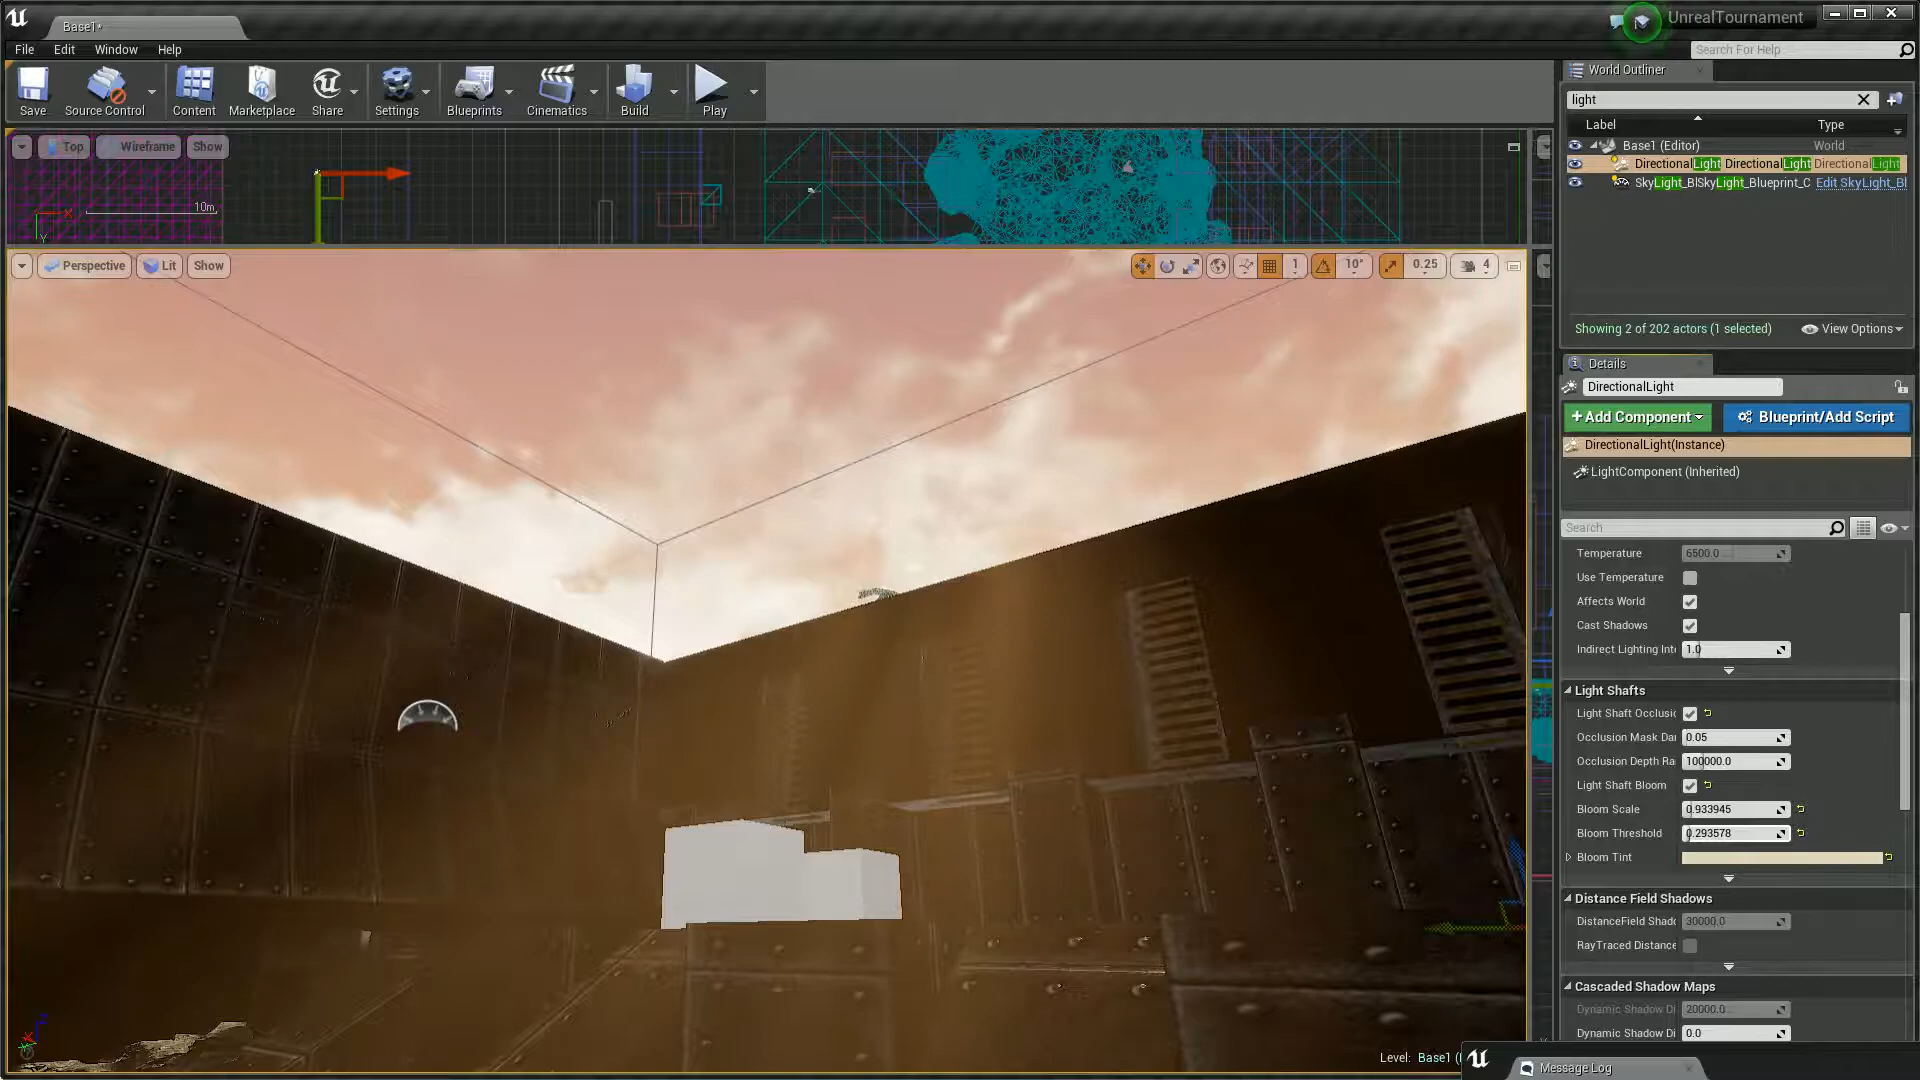 Base1*
UnrealTournament
File Edit Window Help
Search For Help
Save Source Control Content Marketplace Share Settings Blueprints Cinematics Build Play
World Outliner
light
Label Type
Base1 (Editor) World
DirectionalLight DirectionalLight DirectionalLight
SkyLight_BlSkyLight_Blueprint_C Edit SkyLight_Bl
Showing 2 of 202 actors (1 selected) View Options
Top Wireframe Show
10m
X
Y
Perspective Lit Show
1 10° 0.25 4
Details
DirectionalLight
+Add Component Blueprint/Add Script
DirectionalLight(Instance)
LightComponent (Inherited)
Search
Temperature 6500.0
Use Temperature
Affects World
Cast Shadows
Indirect Lighting Inte 1.0
Light Shafts
Light Shaft Occlusic
Occlusion Mask Dar 0.05
Occlusion Depth Ra 100000.0
Light Shaft Bloom
Bloom Scale 0.933945
Bloom Threshold 0.293578
Bloom Tint
Distance Field Shadows
DistanceField Shadc 30000.0
RayTraced Distance
Cascaded Shadow Maps
Dynamic Shadow Di 20000.0
Dynamic Shadow Di 0.0
Level: Base1 (
Message Log